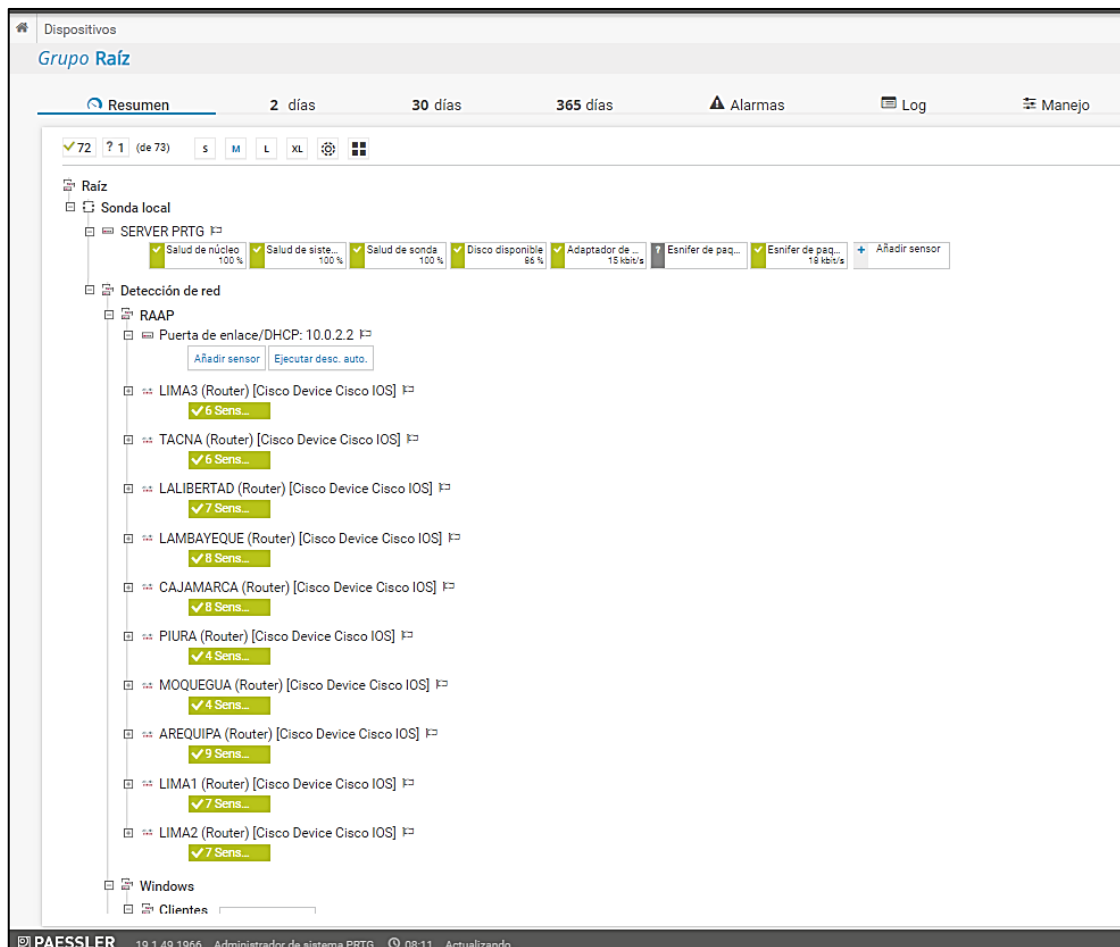 Dispositivos
Grupo Raíz
Resumen 2 días 30 días 365 días Alarmas Log Manejo
72 ? 1 (de 73) S M L XL
Raíz
Sonda local
SERVER PRTG
Salud de núcleo 100 % Salud de siste... 100 % Salud de sonda 100 % Disco disponible 86 % Adaptador de ... 15 kbit/s ? Esnifer de paq... Esnifer de paq... 18 kbit/s + Añadir sensor
Detección de red
RAAP
Puerta de enlace/DHCP: 10.0.2.2
Añadir sensor Ejecutar desc. auto.
LIMA3 (Router) [Cisco Device Cisco IOS]
6 Sens...
TACNA (Router) [Cisco Device Cisco IOS]
6 Sens...
LALIBERTAD (Router) [Cisco Device Cisco IOS]
7 Sens...
LAMBAYEQUE (Router) [Cisco Device Cisco IOS]
8 Sens...
CAJAMARCA (Router) [Cisco Device Cisco IOS]
8 Sens...
PIURA (Router) [Cisco Device Cisco IOS]
4 Sens...
MOQUEGUA (Router) [Cisco Device Cisco IOS]
4 Sens...
AREQUIPA (Router) [Cisco Device Cisco IOS]
9 Sens...
LIMA1 (Router) [Cisco Device Cisco IOS]
7 Sens...
LIMA2 (Router) [Cisco Device Cisco IOS]
7 Sens...
Windows
Clientes
PAESSLER 19.1.49.1966 Administrador de sistema PRTG 08:11 Actualizando